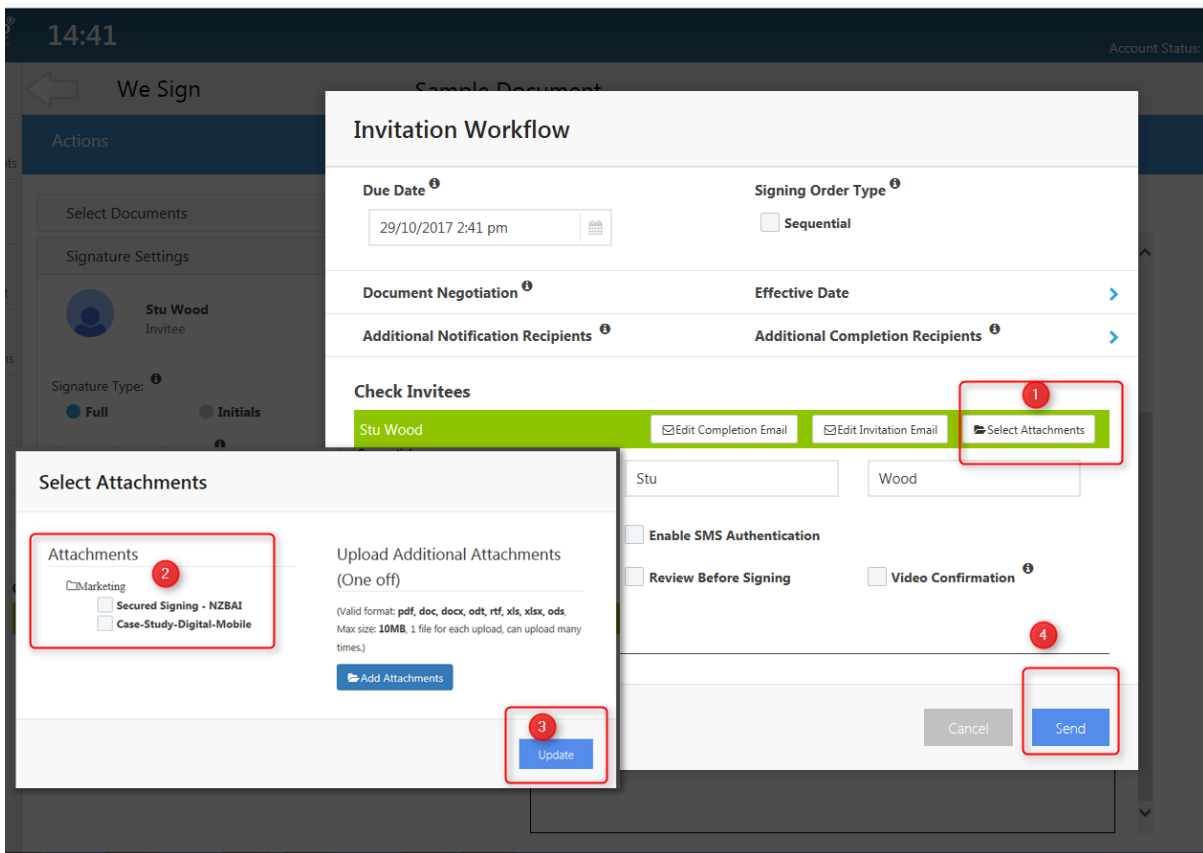 14:41
Account Status:
We Sign
Sample Document
Actions
Select Documents
Signature Settings
Stu Wood
Invitee
Signature Type:
Full
Initials
Invitation Workflow
Due Date
Signing Order Type
29/10/2017 2:41 pm
Sequential
Document Negotiation
Effective Date
Additional Notification Recipients
Additional Completion Recipients
Check Invitees
1
Stu Wood
Edit Completion Email
Edit Invitation Email
Select Attachments
Stu
Wood
Enable SMS Authentication
Review Before Signing
Video Confirmation
4
Cancel
Send
Select Attachments
Attachments
2
Marketing
Secured Signing - NZBAI
Case-Study-Digital-Mobile
Upload Additional Attachments
(One off)
(Valid format: pdf, doc, docx, odt, rtf, xls, xlsx, ods,
Max size: 10MB, 1 file for each upload, can upload many
times.)
Add Attachments
3
Update